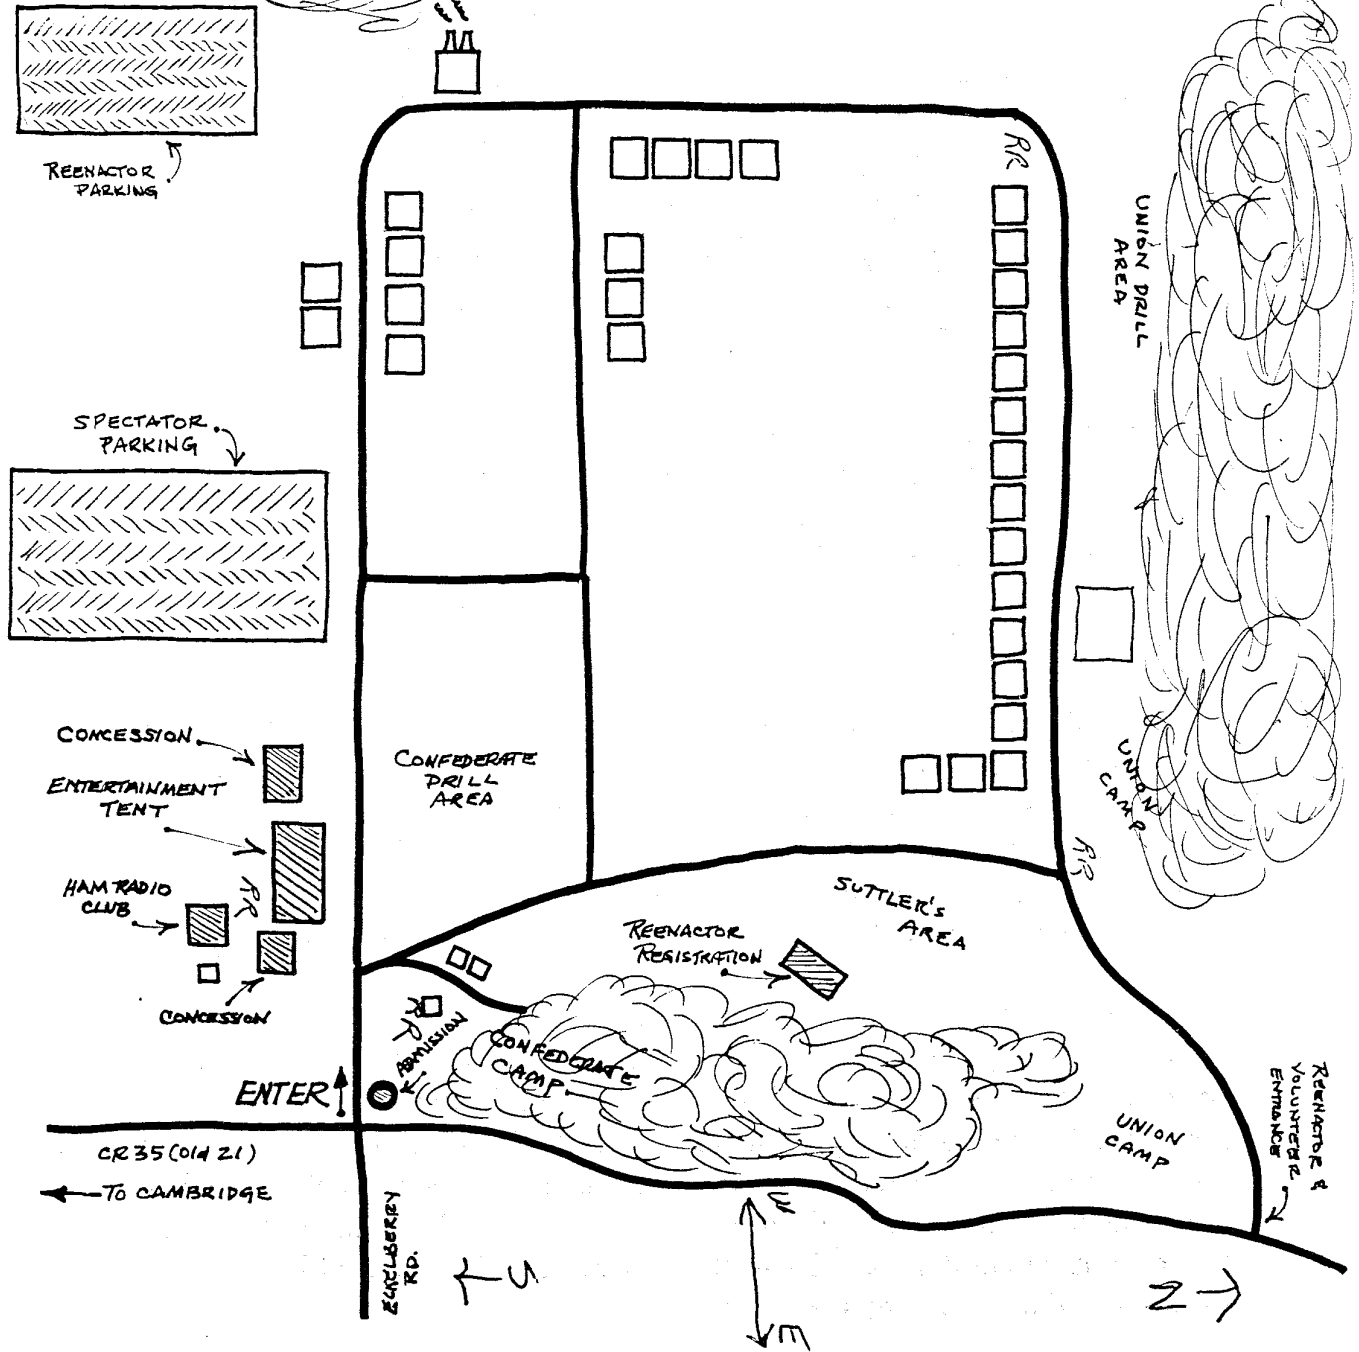 REENACTOR
PARKING
RR
UNION DRILL
AREA
SPECTATOR
PARKING
CONCESSION
ENTERTAINMENT
TENT
CONFEDERATE
DRILL
AREA
UNION
CAMP
RR
HAM RADIO
CLUB
RR
SUTTLER'S
AREA
REENACTOR
REGISTRATION
CONCESSION
RR
ADMISSION
CONFEDERATE
CAMP
ENTER
REENACTOR &
VOLUNTEER
ENTRANCE
UNION
CAMP
CR35 (Old 21)
TO CAMBRIDGE
ECKELBERRY
RD.
S
W
E
N